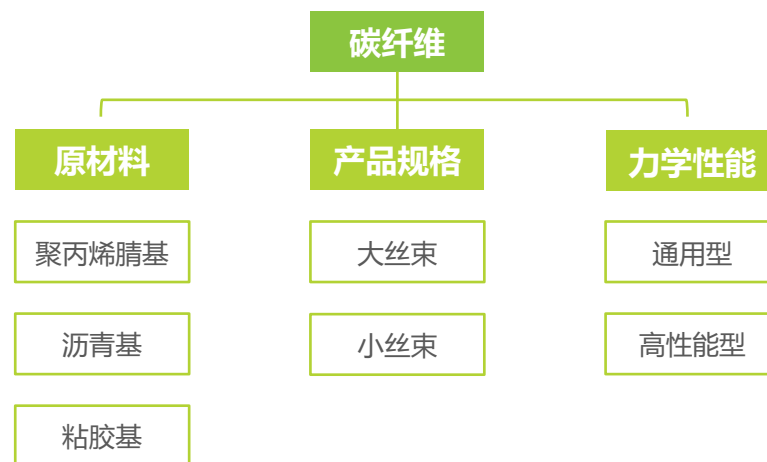 碳纤维
原材料
产品规格
力学性能
聚丙烯腈基
大丝束
通用型
沥青基
小丝束
高性能型
粘胶基